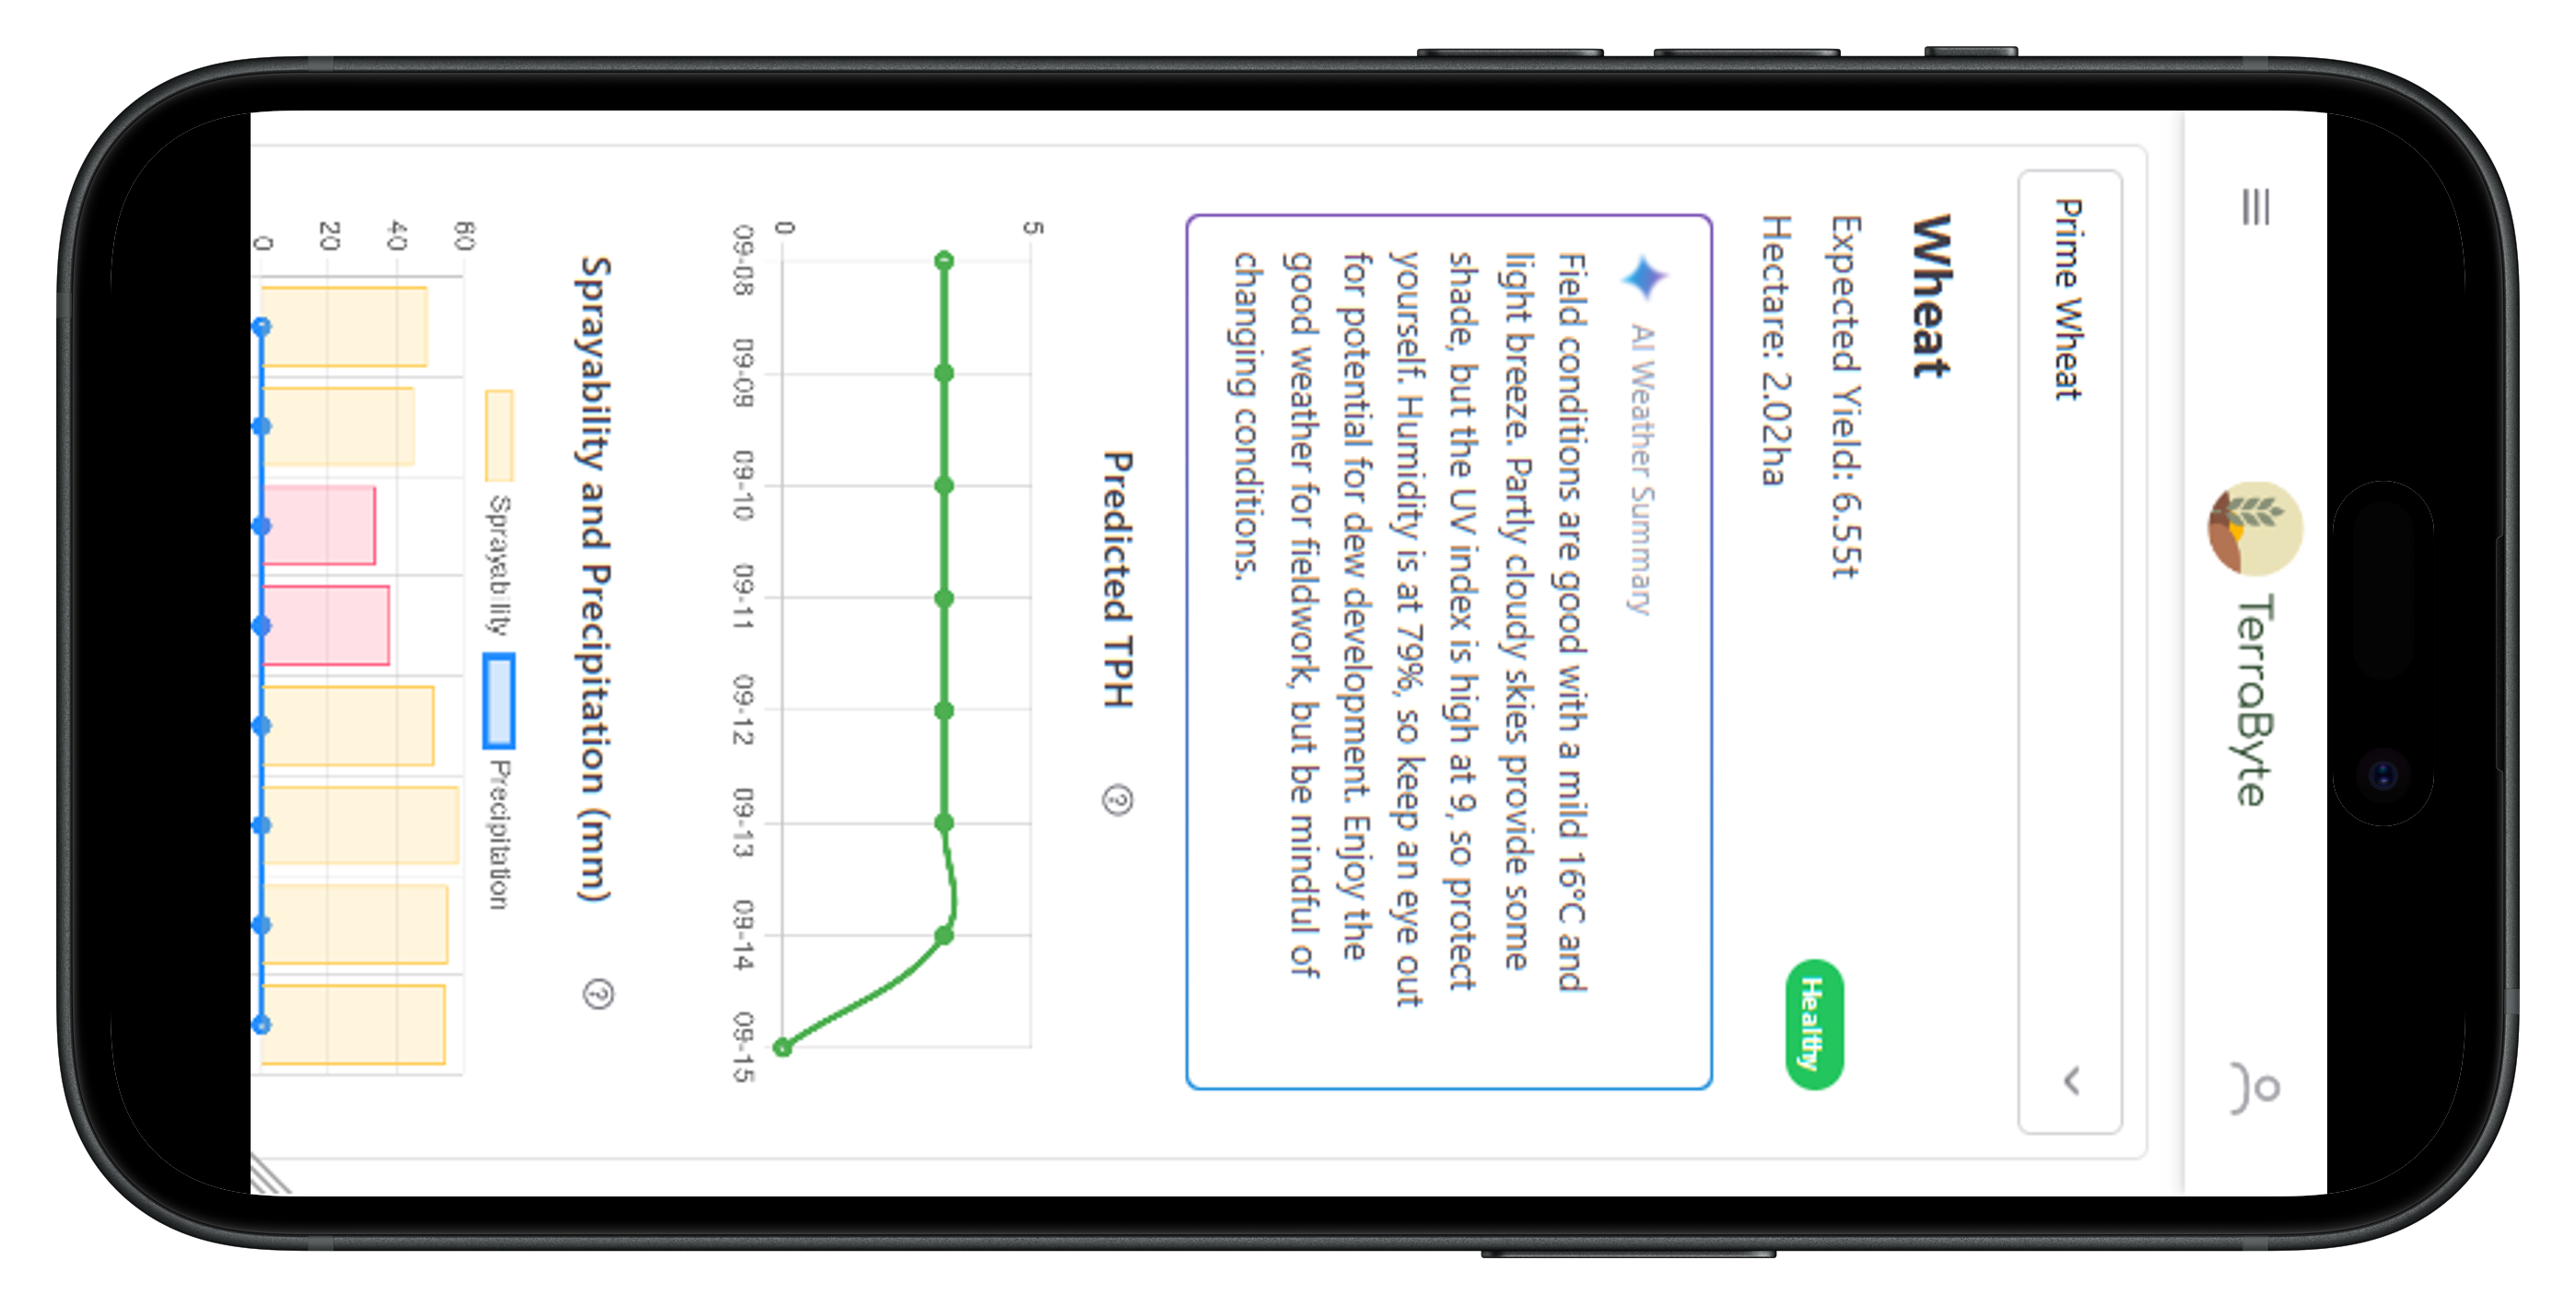 TerraByte
Prime Wheat
Wheat
Expected Yield: 6.55t
Hectare: 2.02ha
Healthy
AI Weather Summary
Field conditions are good with a mild 16°C and
light breeze. Partly cloudy skies provide some
shade, but the UV index is high at 9, so protect
yourself. Humidity is at 79%, so keep an eye out
for potential for dew development. Enjoy the
good weather for fieldwork, but be mindful of
changing conditions.
Predicted TPH ?
5
0
09-08 09-09 09-10 09-11 09-12 09-13 09-14 09-15
Sprayability and Precipitation (mm) ?
Sprayability Precipitation
60
40
20
0